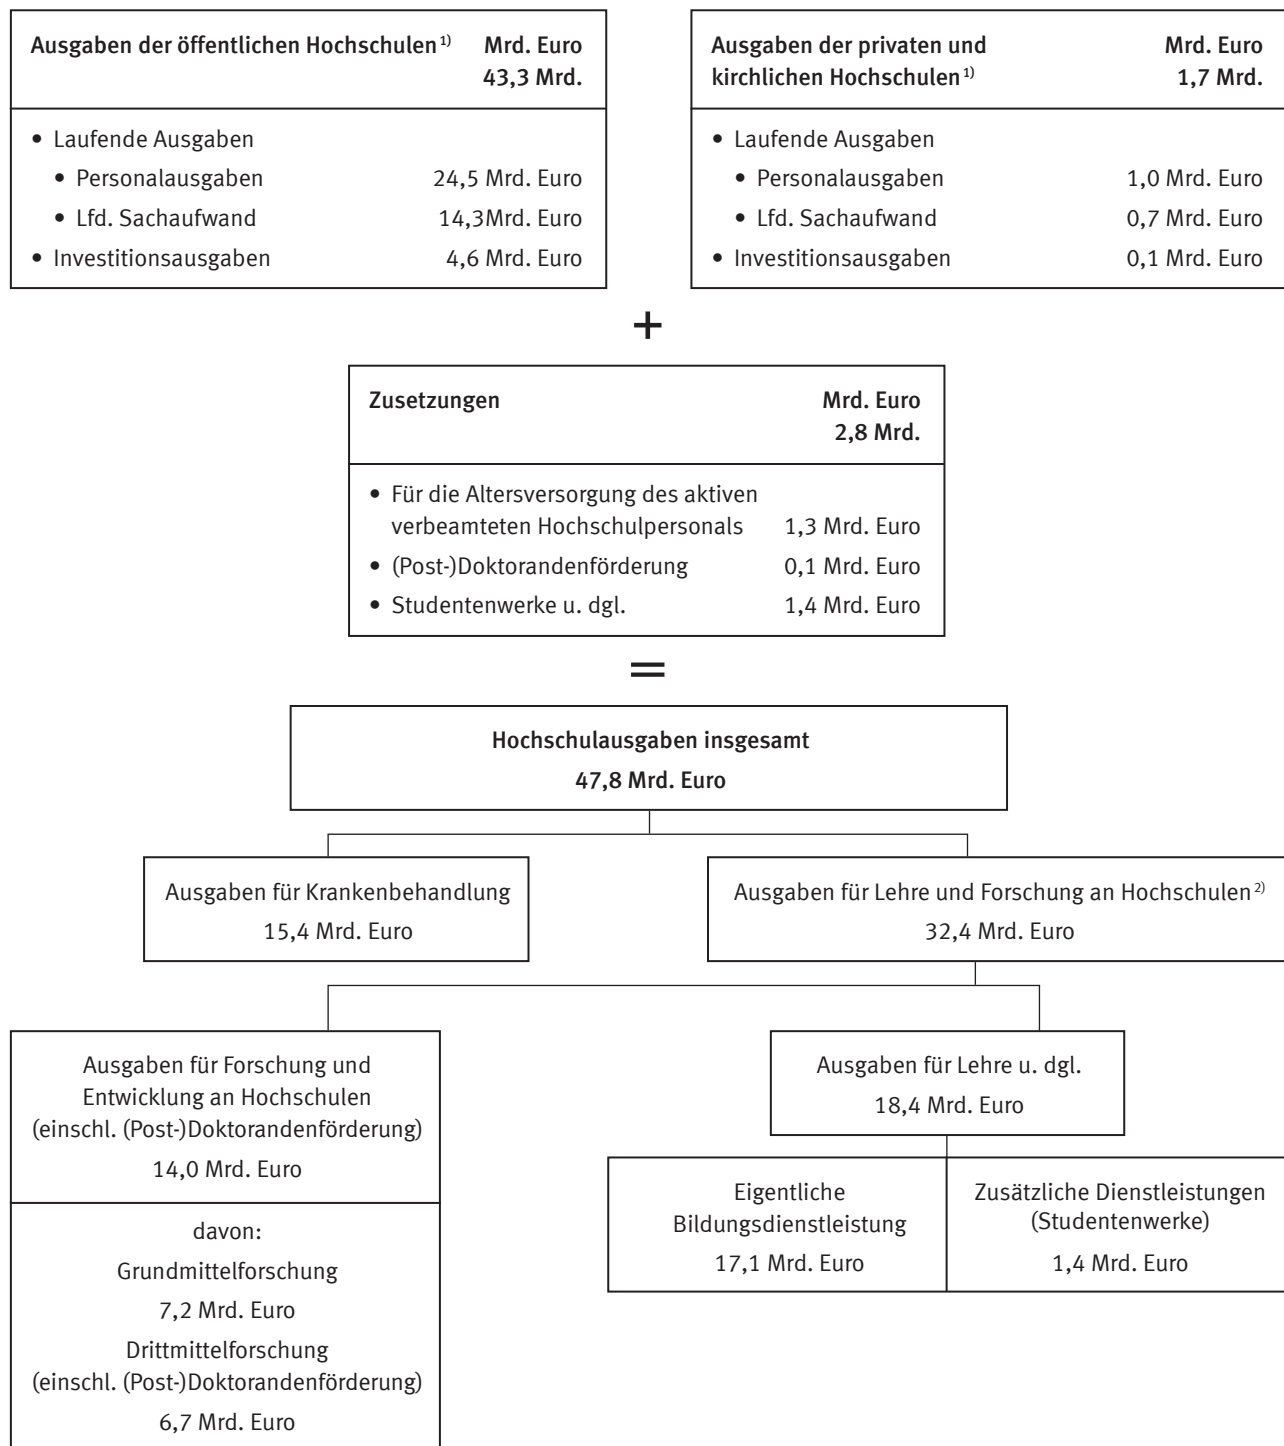 Ausgaben der öffentlichen Hochschulen 1) Mrd. Euro
43,3 Mrd.
• Laufende Ausgaben
• Personalausgaben 24,5 Mrd. Euro
• Lfd. Sachaufwand 14,3Mrd. Euro
• Investitionsausgaben 4,6 Mrd. Euro
Ausgaben der privaten und Mrd. Euro
kirchlichen Hochschulen 1) 1,7 Mrd.
• Laufende Ausgaben
• Personalausgaben 1,0 Mrd. Euro
• Lfd. Sachaufwand 0,7 Mrd. Euro
• Investitionsausgaben 0,1 Mrd. Euro
+
Zusetzungen Mrd. Euro
2,8 Mrd.
• Für die Altersversorgung des aktiven
verbeamteten Hochschulpersonals 1,3 Mrd. Euro
• (Post-)Doktorandenförderung 0,1 Mrd. Euro
• Studentenwerke u. dgl. 1,4 Mrd. Euro
=
Hochschulausgaben insgesamt
47,8 Mrd. Euro
Ausgaben für Krankenbehandlung
15,4 Mrd. Euro
Ausgaben für Lehre und Forschung an Hochschulen 2)
32,4 Mrd. Euro
Ausgaben für Forschung und
Entwicklung an Hochschulen
(einschl. (Post-)Doktorandenförderung)
14,0 Mrd. Euro
davon:
Grundmittelforschung
7,2 Mrd. Euro
Drittmittelforschung
(einschl. (Post-)Doktorandenförderung)
6,7 Mrd. Euro
Ausgaben für Lehre u. dgl.
18,4 Mrd. Euro
Eigentliche
Bildungsdienstleistung
17,1 Mrd. Euro
Zusätzliche Dienstleistungen
(Studentenwerke)
1,4 Mrd. Euro